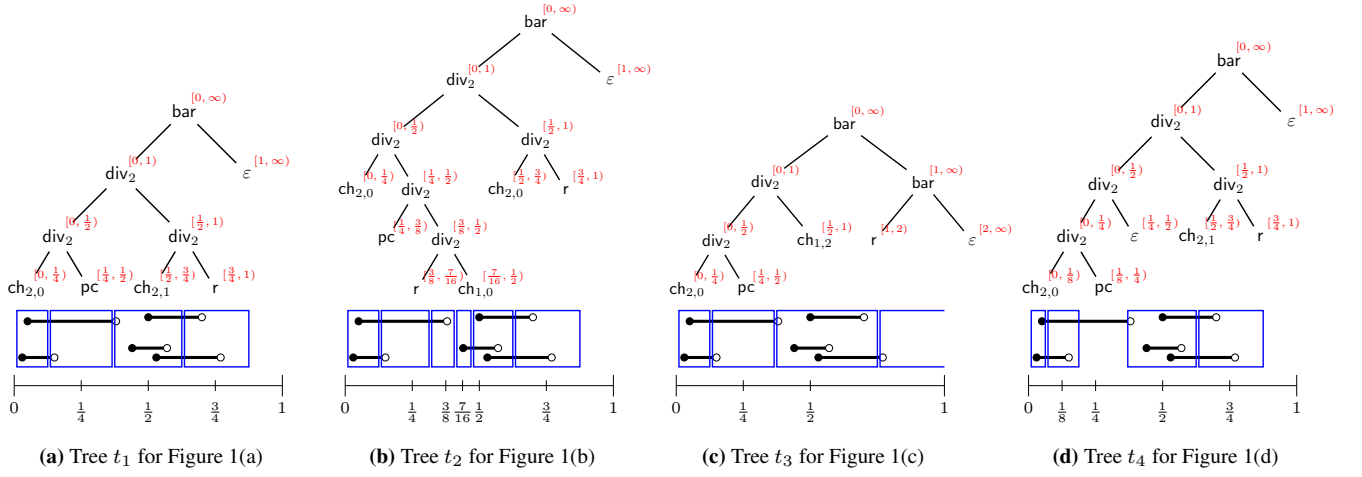 bar [0, ∞)
div₂ [0, 1)
ε [1, ∞)
div₂ [0, 1/2)
div₂ [1/2, 1)
ch₂,₀ [0, 1/4)
pc [1/4, 1/2)
ch₂,₁ [1/2, 3/4)
r [3/4, 1)
0 1/4 1/2 3/4 1
(a) Tree t₁ for Figure 1(a)
bar [0, ∞)
div₂ [0, 1)
ε [1, ∞)
div₂ [0, 1/2)
div₂ [1/2, 1)
ch₂,₀ [0, 1/4)
div₂ [1/4, 1/2)
ch₂,₀ [1/2, 3/4)
r [3/4, 1)
pc [1/4, 3/8)
div₂ [3/8, 1/2)
r [3/8, 7/16)
ch₁,₀ [7/16, 1/2)
0 1/4 3/8 7/16 1/2 3/4 1
(b) Tree t₂ for Figure 1(b)
bar [0, ∞)
div₂ [0, 1)
bar [1, ∞)
div₂ [0, 1/2)
ch₁,₂ [1/2, 1)
r [1, 2)
ε [2, ∞)
ch₂,₀ [0, 1/4)
pc [1/4, 1/2)
0 1/4 1/2 1
(c) Tree t₃ for Figure 1(c)
bar [0, ∞)
div₂ [0, 1)
ε [1, ∞)
div₂ [0, 1/2)
div₂ [1/2, 1)
div₂ [0, 1/4)
ε [1/4, 1/2)
ch₂,₁ [1/2, 3/4)
r [3/4, 1)
ch₂,₀ [0, 1/8)
pc [1/8, 1/4)
0 1/8 1/4 1/2 3/4 1
(d) Tree t₄ for Figure 1(d)